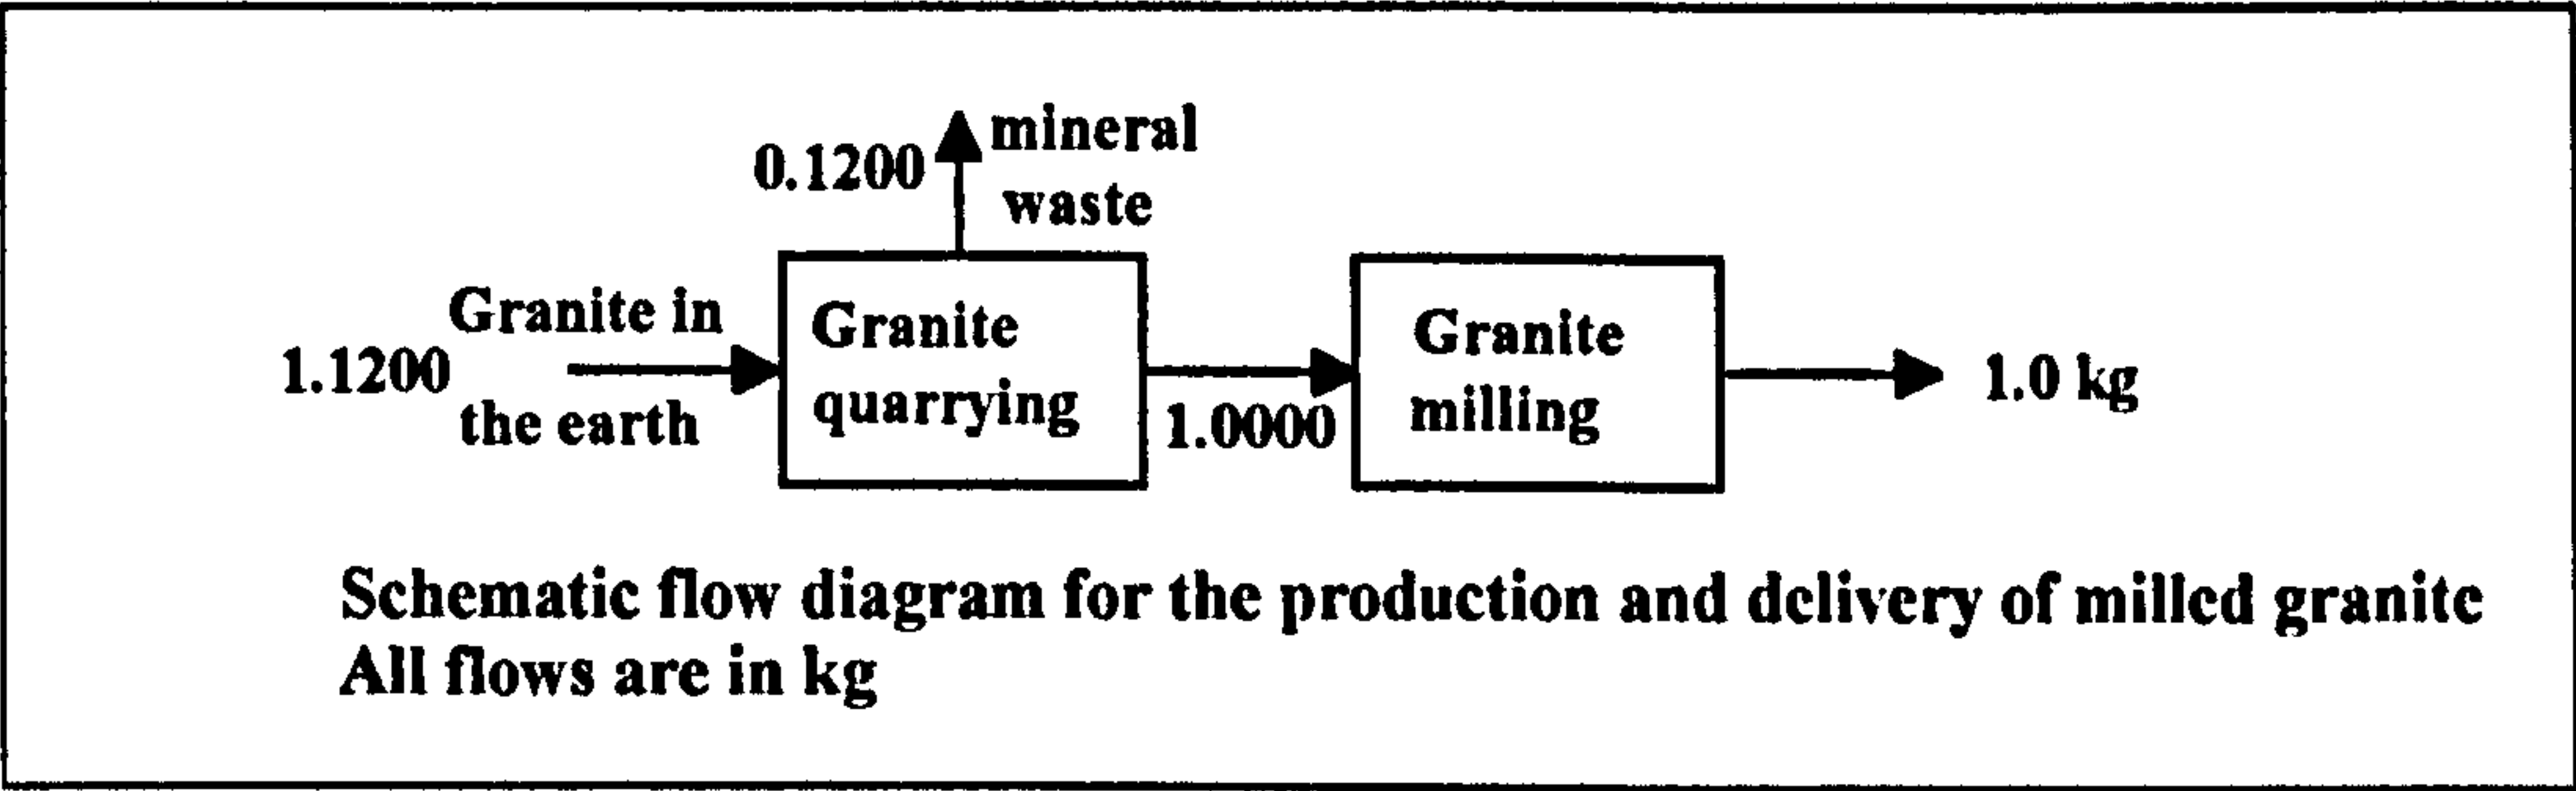 mineral
0.1200
waste
Granite in
1.1200
the earth
Granite
quarrying
1.0000
Granite
milling
1.0 kg
Schematic flow diagram for the production and delivery of milled granite
All flows are in kg